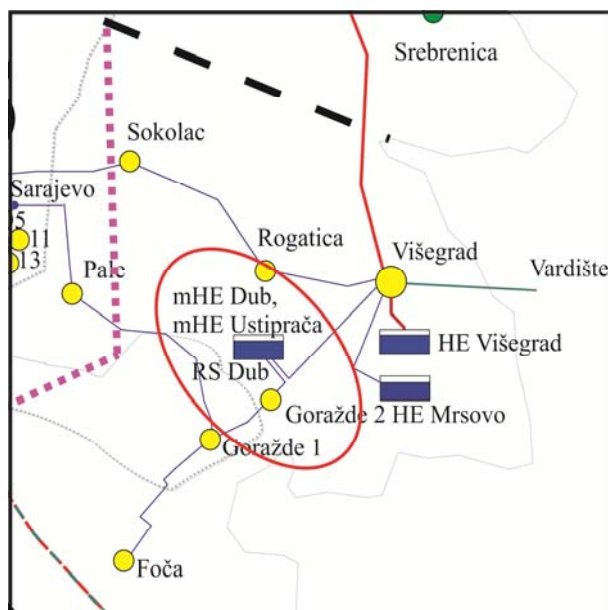 Srebrenica
Sokolac
Sarajevo
5
11
13
Pale
Rogatica
Višegrad
Vardište
mHE Dub,
mHE Ustiprača
RS Dub
HE Višegrad
Goražde 2 HE Mrsovo
Goražde 1
Foča